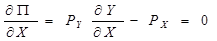 ∂Π/∂X = P_Y ∂Y/∂X − P_X = 0